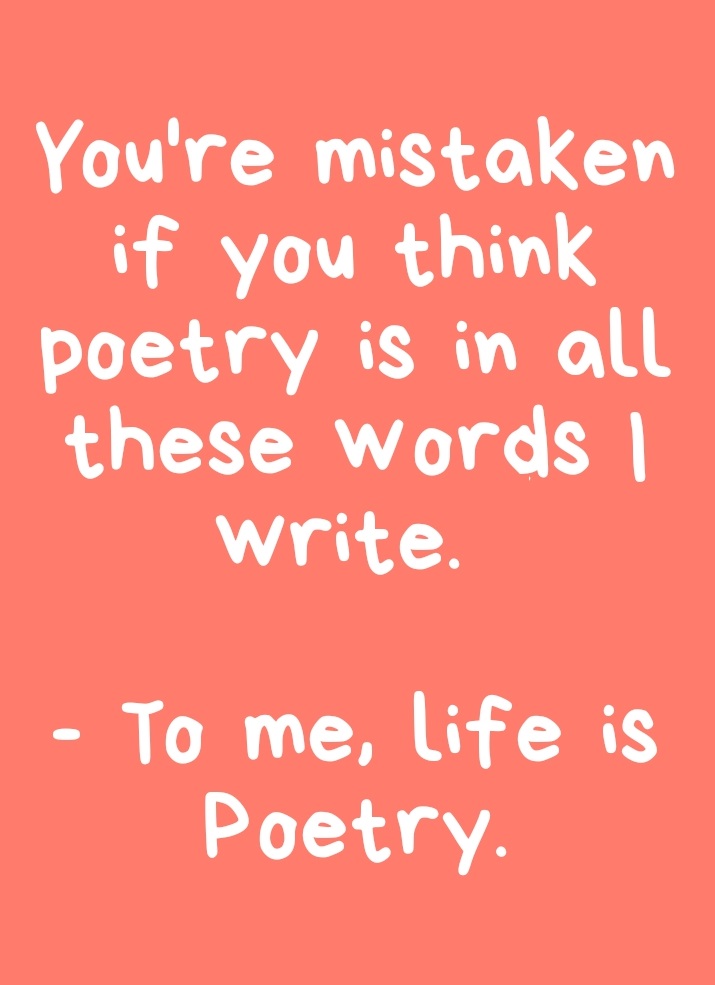 You're mistaken
if you think
poetry is in all
these words I
write.
- To me, life is
Poetry.